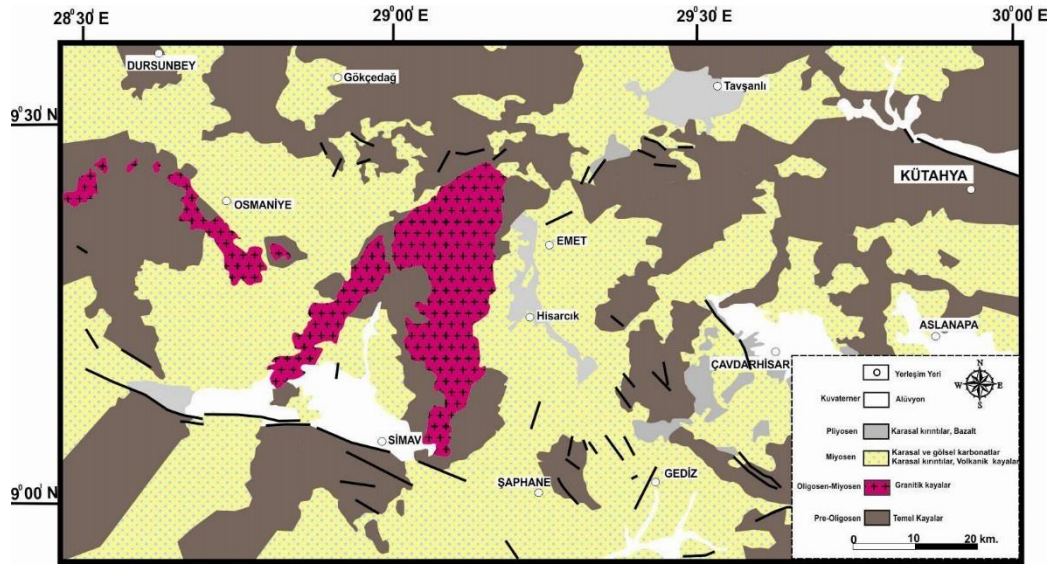 28°30 E
29°00 E
29°30 E
30°00 E
DURSUNBEY
Gökçedağ
Tavşanlı
9°30 N
KÜTAHYA
OSMANİYE
EMET
Hisarcık
ASLANAPA
ÇAVDARHİSAR
SİMAV
ŞAPHANE
GEDİZ
9°00 N
N
W E
S
Yerleşim Yeri
Kuvaterner Alüvyon
Pliyosen Karasal kırıntılar, Bazalt
Miyosen Karasal ve gölsel karbonatlar
Karasal kırıntılar, Volkanik kayalar
Oligosen-Miyosen Granitik kayalar
Pre-Oligosen Temel Kayalar
0 10 20 km.